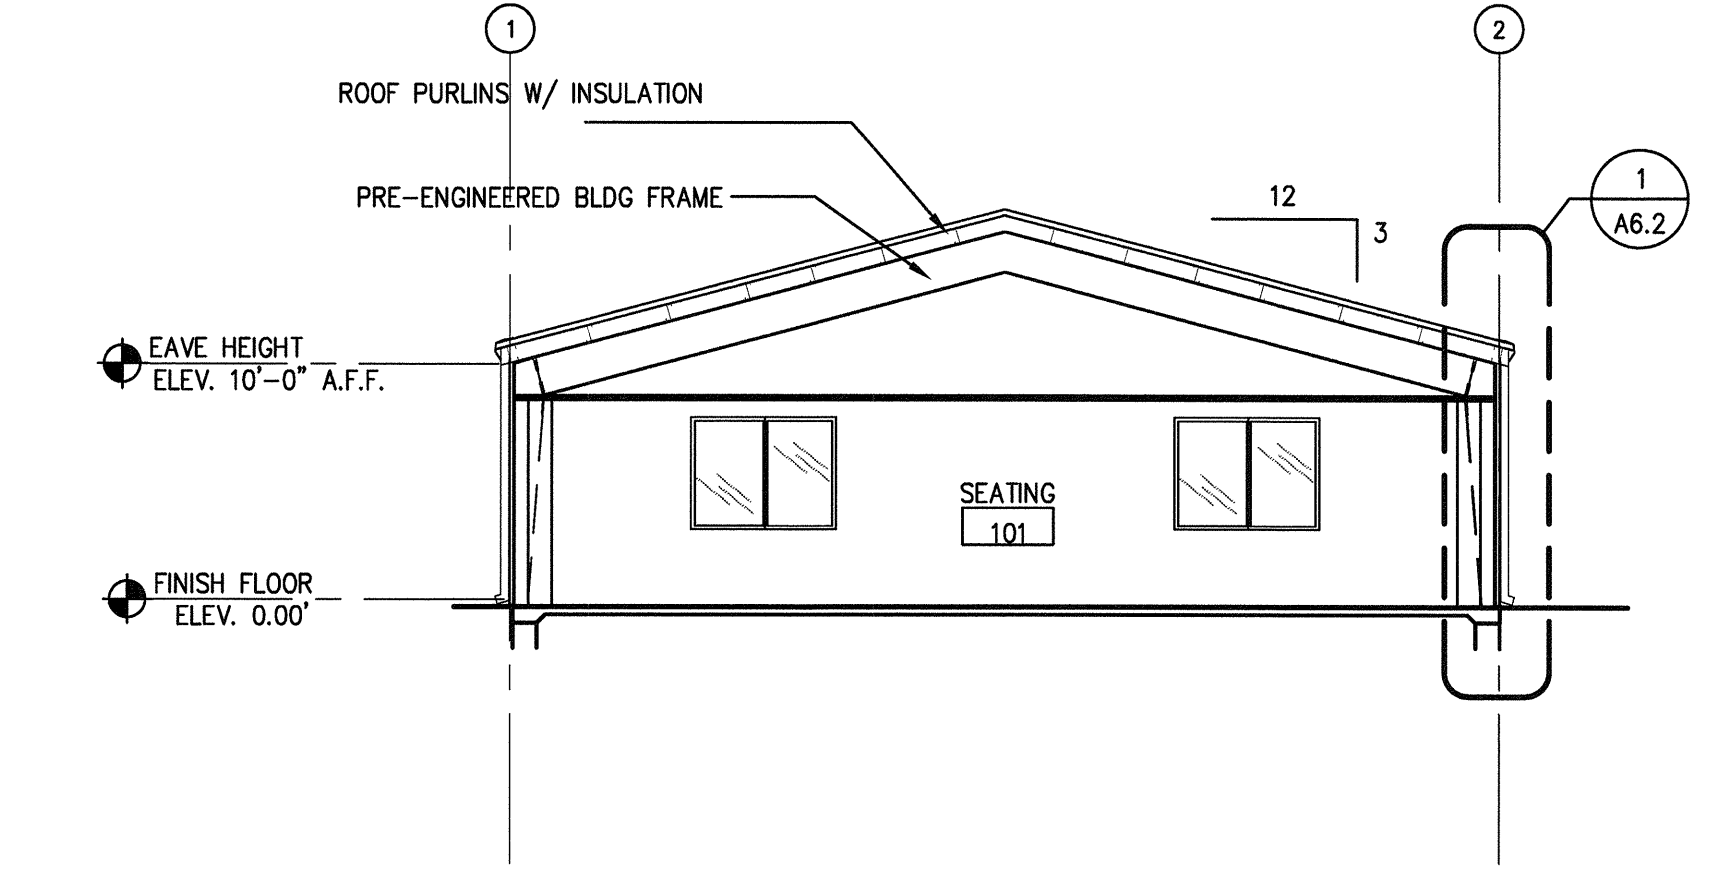 1
2
ROOF PURLINS W/ INSULATION
1
A6.2
PRE-ENGINEERED BLDG FRAME
12
3
EAVE HEIGHT
ELEV. 10'-0" A.F.F.
SEATING
101
FINISH FLOOR
ELEV. 0.00'